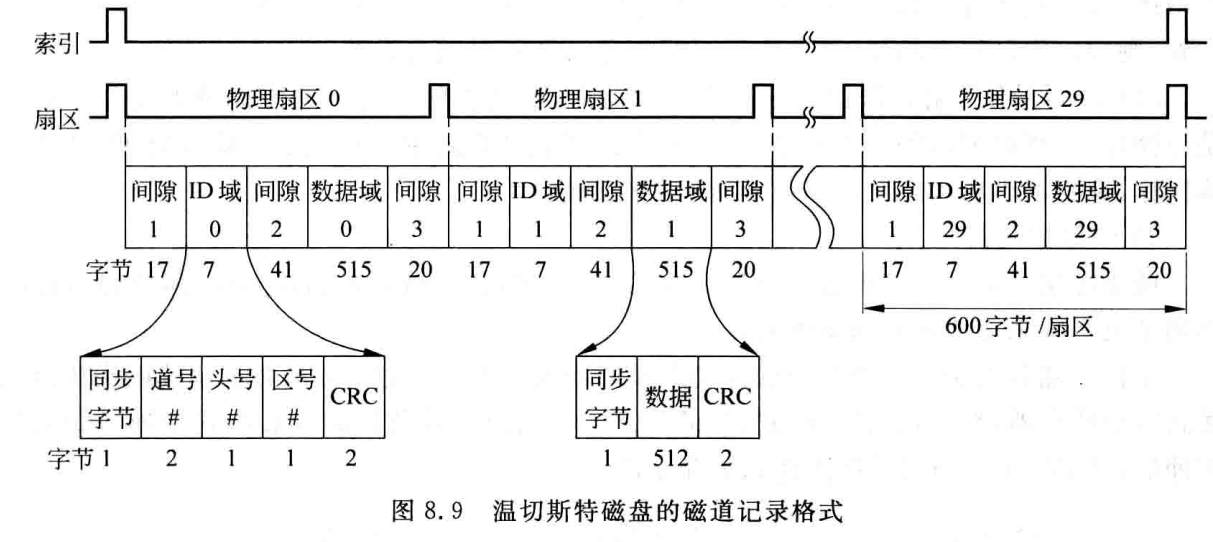 索引
扇区 物理扇区 0 物理扇区 1 物理扇区 29
间隙 ID 域 间隙 数据域 间隙 间隙 ID 域 间隙 数据域 间隙 间隙 ID 域 间隙 数据域 间隙
1 0 2 0 3 1 1 2 1 3 1 29 2 29 3
字节 17 7 41 515 20 17 7 41 515 20 17 7 41 515 20
600 字节 /扇区
同步 道号 头号 区号 CRC 同步 数据 CRC
字节 # # # 字节
字节 1 2 1 1 2 1 512 2
图 8.9 温切斯特磁盘的磁道记录格式